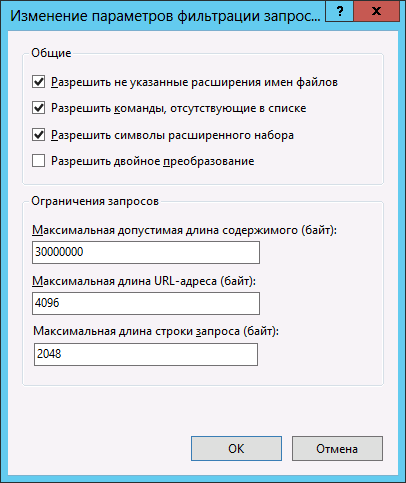 Изменение параметров фильтрации запрос...
?
x
Общие
Разрешить не указанные расширения имен файлов
Разрешить команды, отсутствующие в списке
Разрешить символы расширенного набора
Разрешить двойное преобразование
Ограничения запросов
Максимальная допустимая длина содержимого (байт):
30000000
Максимальная длина URL-адреса (байт):
4096
Максимальная длина строки запроса (байт):
2048
OK
Отмена